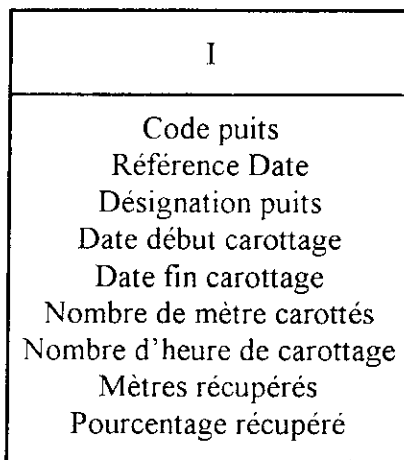 I
Code puits
Référence Date
Désignation puits
Date début carottage
Date fin carottage
Nombre de mètre carottés
Nombre d'heure de carottage
Mètres récupérés
Pourcentage récupéré